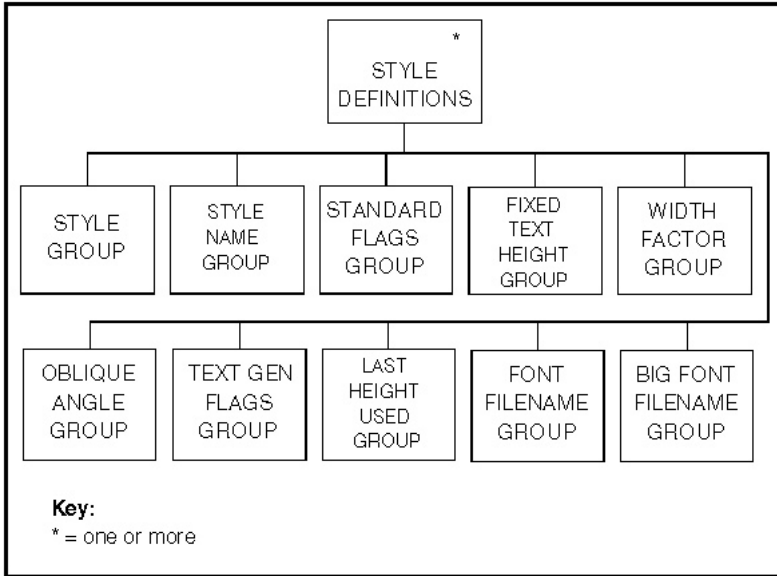 *
STYLE
DEFINITIONS
STYLE
GROUP
STYLE
NAME
GROUP
STANDARD
FLAGS
GROUP
FIXED
TEXT
HEIGHT
GROUP
WIDTH
FACTOR
GROUP
OBLIQUE
ANGLE
GROUP
TEXT GEN
FLAGS
GROUP
LAST
HEIGHT
USED
GROUP
FONT
FILENAME
GROUP
BIG FONT
FILENAME
GROUP
Key:
* = one or more